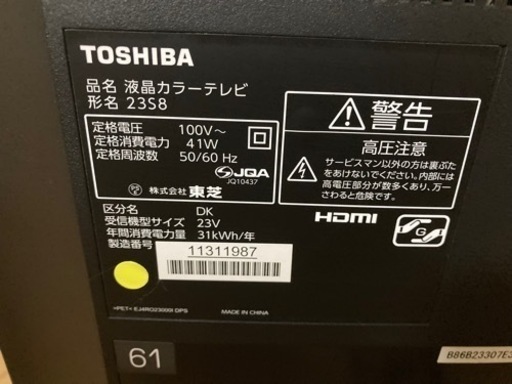 TOSHIBA
品名 液晶カラーテレビ
形名 23S8
定格電圧 100V～
定格消費電力 41W
定格周波数 50/60 Hz
JQA
JQ10437
株式会社 東芝
区分名 DK
受信機型サイズ 23V
年間消費電力量 31kWh/年
製造番号 11311987
MADE IN CHINA
61
警告
高圧注意
サービスマン以外の方は裏ぶた
をあけないでください。内部には
高電圧部分が数多くあり、万一
さわると危険です。
HDMI
G